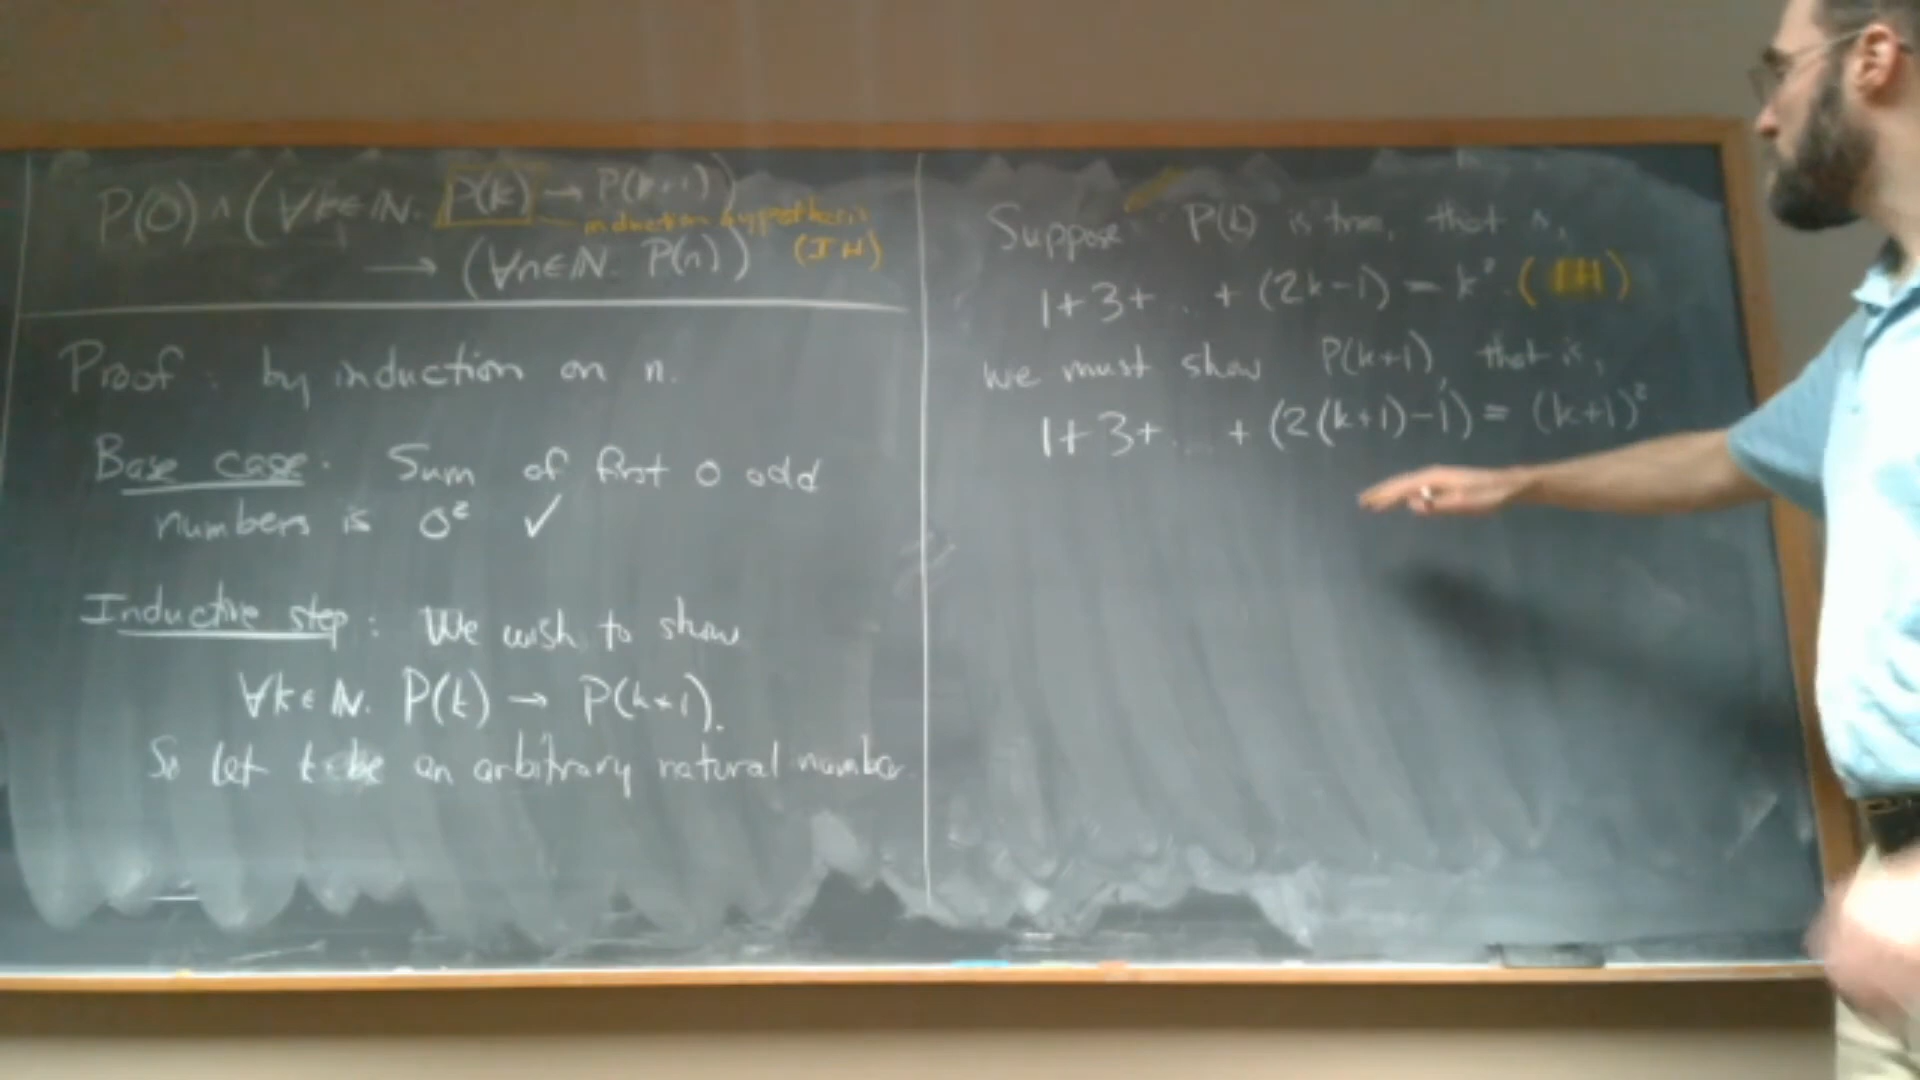 P(0) ∧ (∀k∈ℕ. P(k) → P(k+1))
induction hypothesis
(IH)
→ (∀n∈ℕ. P(n))
Proof: by induction on n.
Base case. Sum of first 0 odd
numbers is 0² ✓
Inductive step: We wish to show
∀k∈ℕ. P(k) → P(k+1).
So let k be an arbitrary natural number
Suppose P(k) is true, that is,
1+3+...+(2k-1) = k². (IH)
we must show P(k+1), that is,
1+3+...+(2(k+1)-1) = (k+1)²